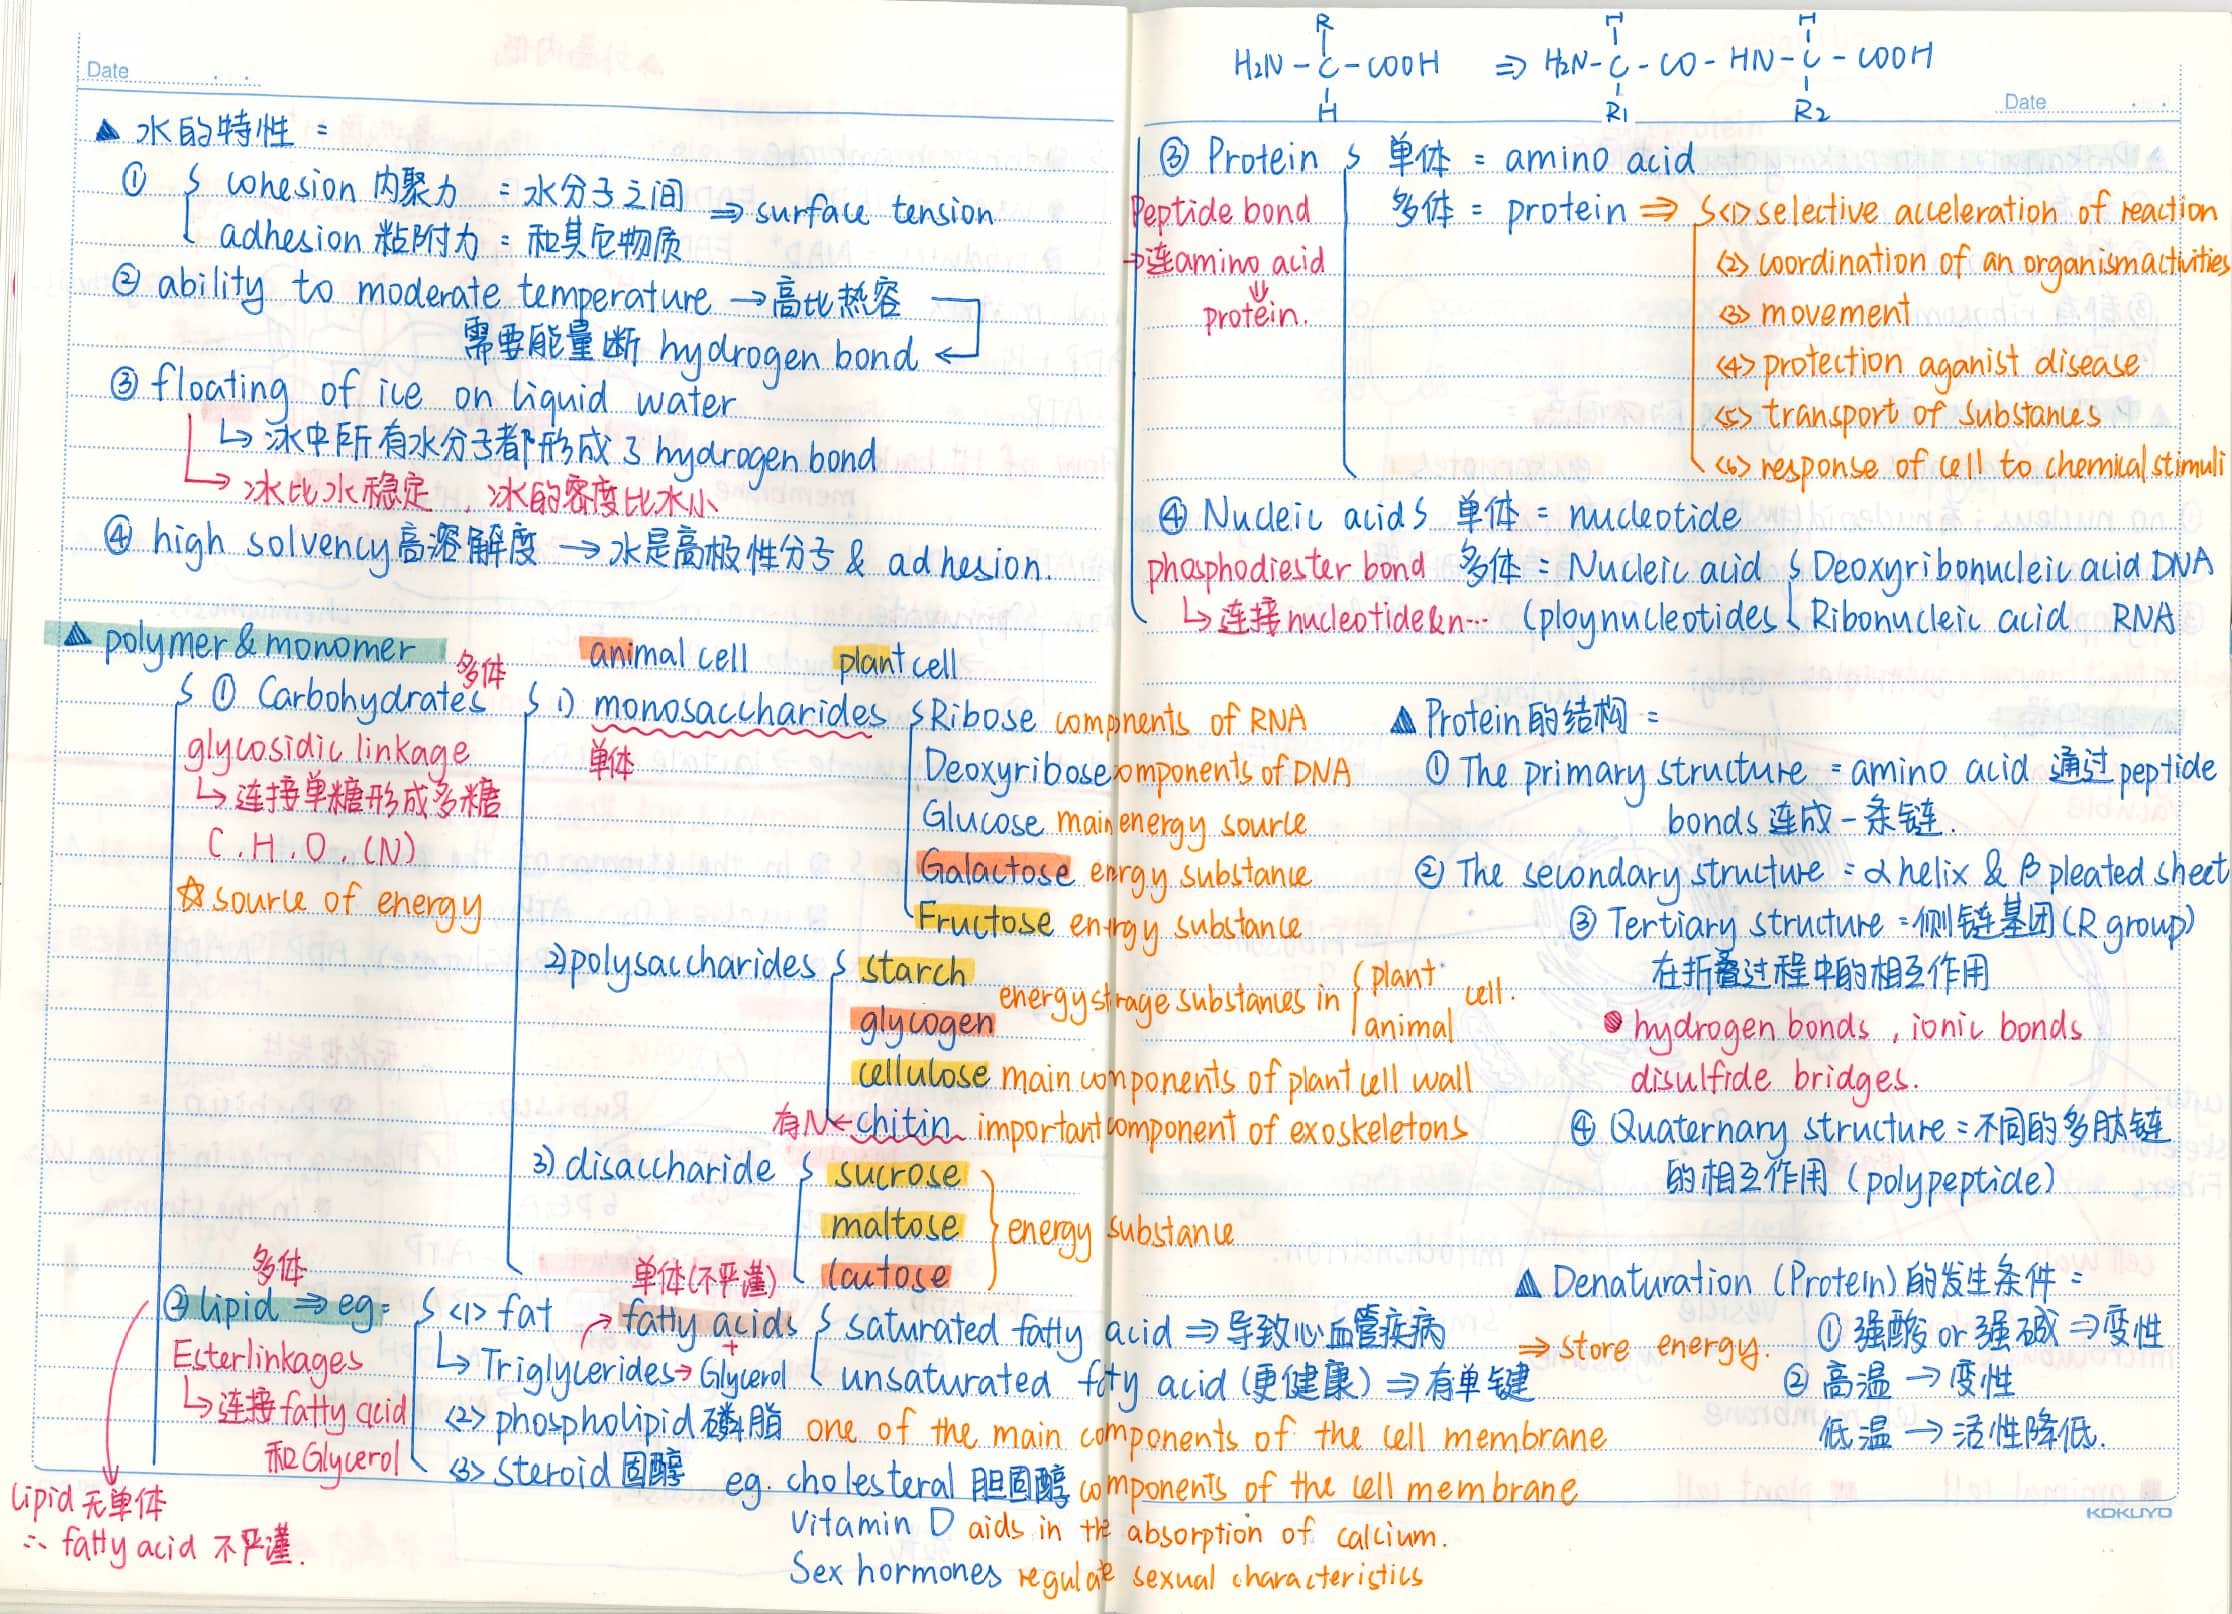 Date
▲ 水的特性 =
① { cohesion 内聚力 = 水分子之间 ⇒ surface tension
adhesion 粘附力 = 和其它物质
② ability to moderate temperature → 高比热容
需要能量断 hydrogen bond ↵
③ floating of ice on liquid water
↳ 冰中所有水分子都形成了 hydrogen bond
↳ 冰比水稳定，冰的密度比水小
④ high solvency 高溶解度 → 水是高极性分子 & adhesion.
▲ polymer & monomer
animal cell plant cell
多体
{ ① Carbohydrates { 1) monosaccharides { Ribose components of RNA
单体
Deoxyribose components of DNA
Glucose main energy source
Galactose enrgy substance
Fructose enrgy substance
glycosidic linkage
↳ 连接单糖形成多糖
C . H . O . (N)
☆ source of energy
2) polysaccharides { starch
glycogen
energy strage substances in { plant animal cell.
cellulose main components of plant cell wall
有N ← chitin important component of exoskeletons
3) disaccharide { sucrose
maltose
lactose
} energy substance
多体
② lipid ⇒ eg: { <1> fat
单体(不严谨)
↗ fatty acids { saturated fatty acid ⇒ 导致心血管疾病
+
↳ Triglycerides → Glycerol unsaturated fatty acid (更健康) ⇒ 有单键
⇒ store energy.
Esterlinkages
↳ 连接 fatty acid
和 Glycerol
<2> phospholipid 磷脂 one of the main components of the cell membrane
<3> steroid 固醇 eg. cholesteral 胆固醇 components of the cell membrane
vitamin D aids in the absorption of calcium.
Sex hormones regulate sexual characteristics
lipid 无单体
∴ fatty acid 不严谨.
R
H₂N - C - COOH
H
⇒
H H
H₂N - C - CO - HN - C - COOH
R1 R2
Date
③ Protein { 单体 = amino acid
多体 = protein ⇒ { <1> selective acceleration of reaction
<2> coordination of an organism activities
<3> movement
<4> protection aganist disease
<5> transport of substances
<6> response of cell to chemical stimuli
Peptide bond
→ 连 amino acid
⇓
protein.
④ Nucleic acid { 单体 = nucleotide
多体 = Nucleic acid { Deoxyribonucleic acid DNA
(ploynucleotides Ribonucleic acid RNA
phosphodiester bond
↳ 连接 nucleotide & n...
▲ Protein 的结构 =
① The primary structure = amino acid 通过 peptide
bonds 连成一条链.
② The secondary structure = α helix & β pleated sheet
③ Tertiary structure = 侧链基团 (R group)
在折叠过程中的相互作用
● hydrogen bonds , ionic bonds
disulfide bridges.
④ Quaternary structure = 不同的多肽链
的相互作用 (polypeptide)
▲ Denaturation (Protein) 的发生条件 =
① 强酸 or 强碱 ⇒ 变性
② 高温 → 变性
低温 → 活性降低.
KOKUYO